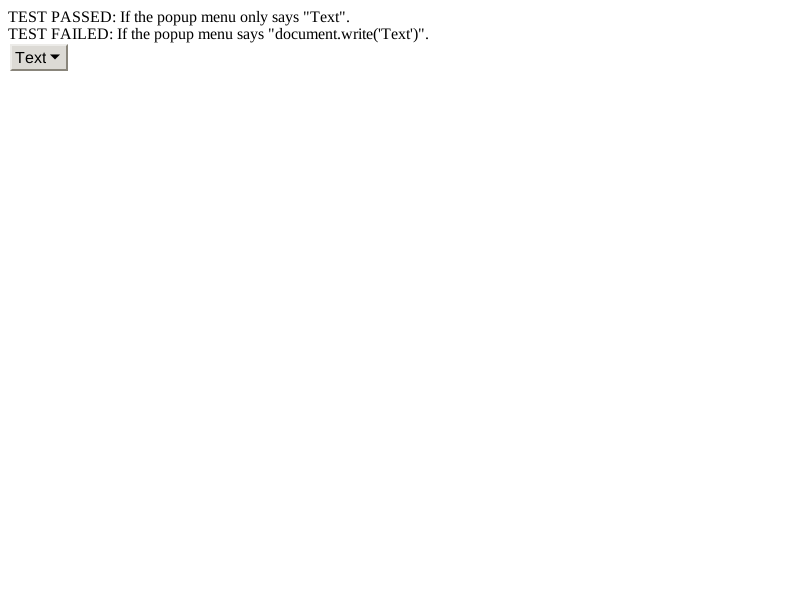 TEST PASSED: If the popup menu only says "Text".
TEST FAILED: If the popup menu says "document.write('Text')".
Text